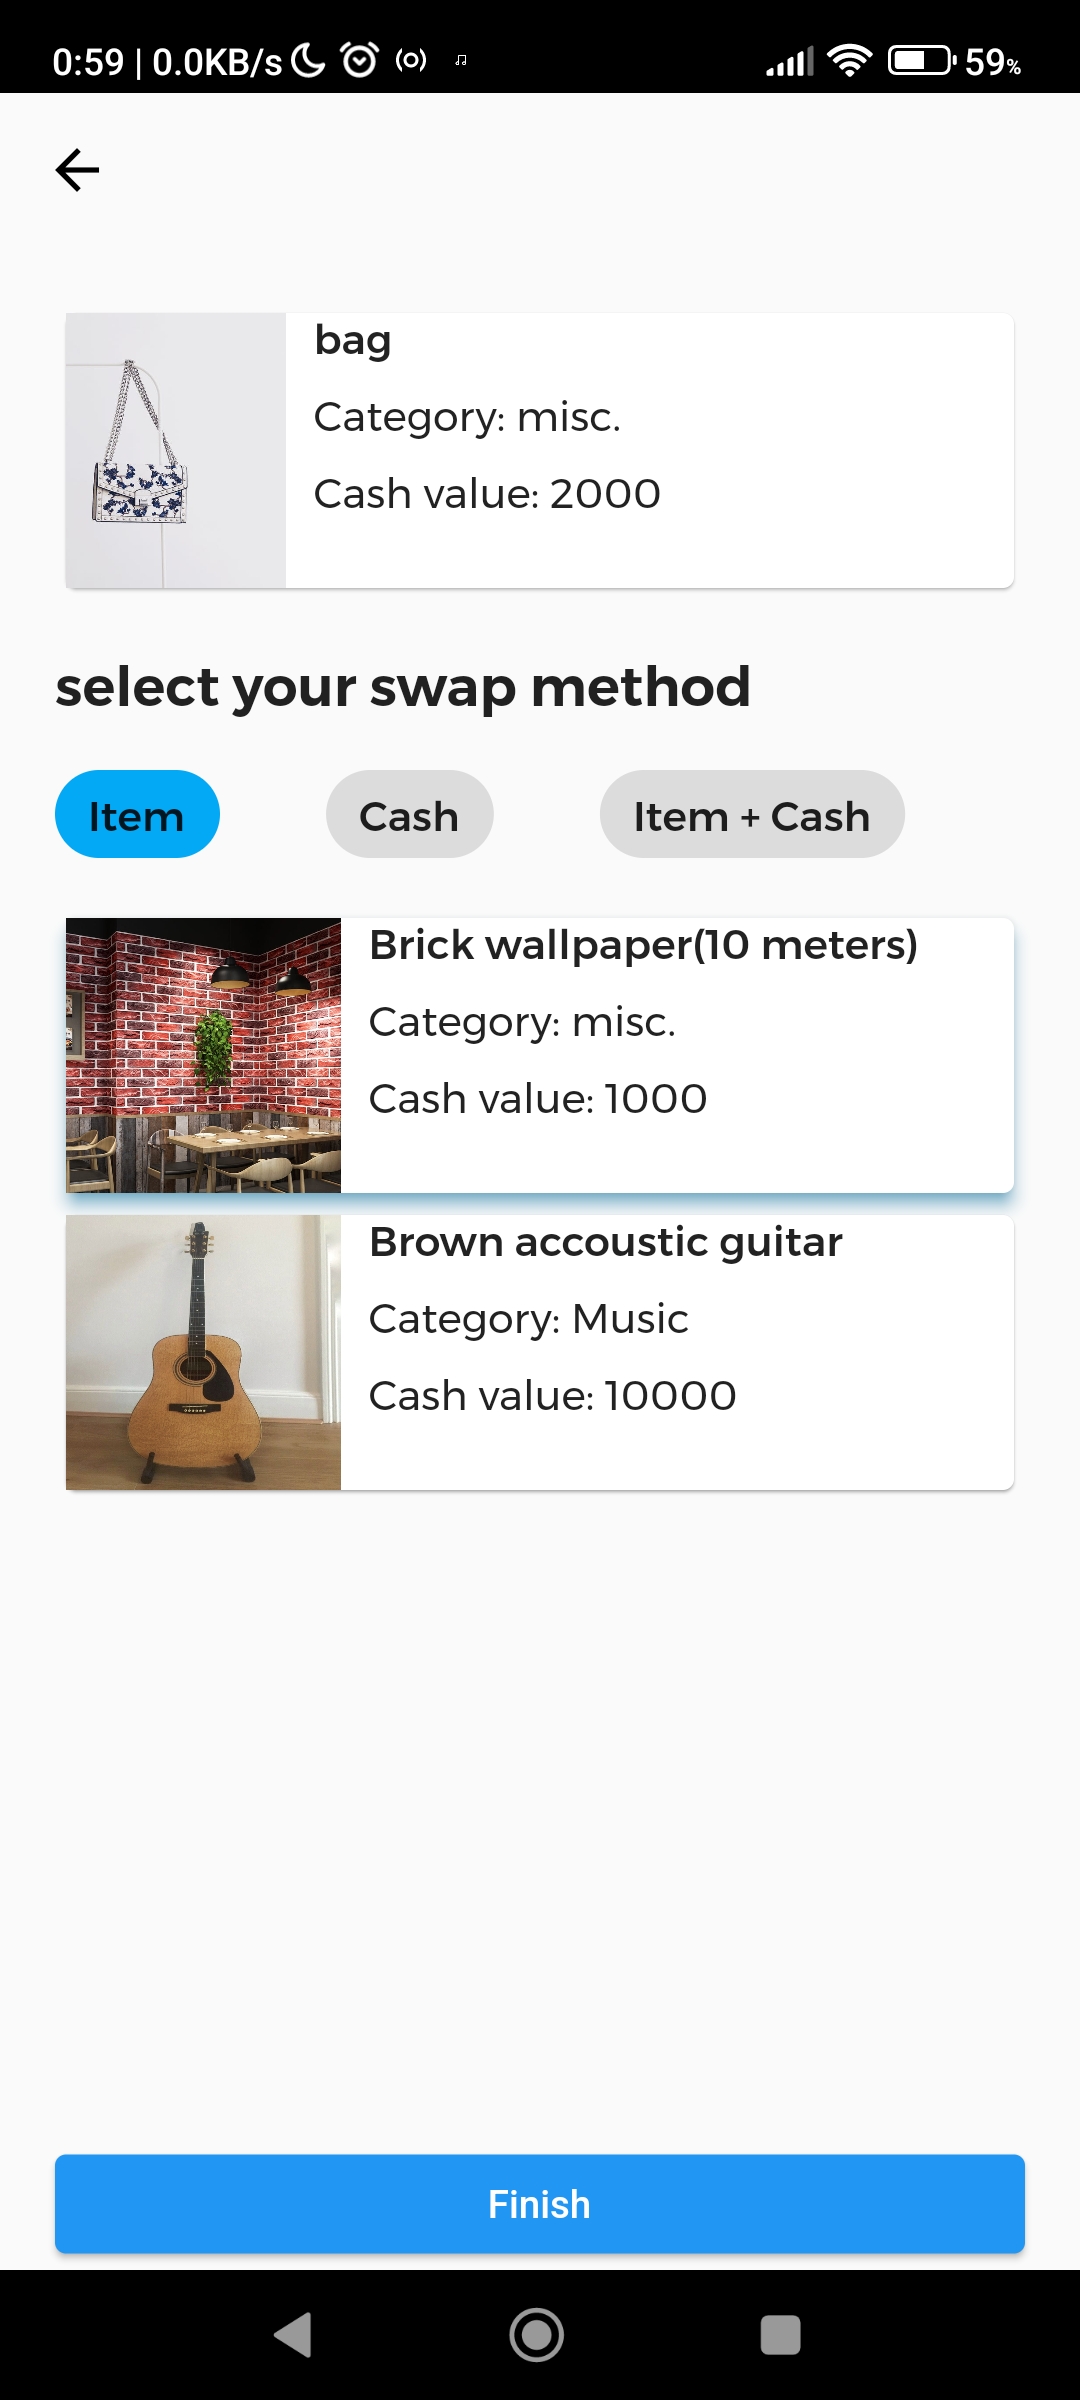 0:59 | 0.0KB/s 59%
bag
Category: misc.
Cash value: 2000
select your swap method
Item Cash Item + Cash
Brick wallpaper(10 meters)
Category: misc.
Cash value: 1000
Brown accoustic guitar
Category: Music
Cash value: 10000
Finish